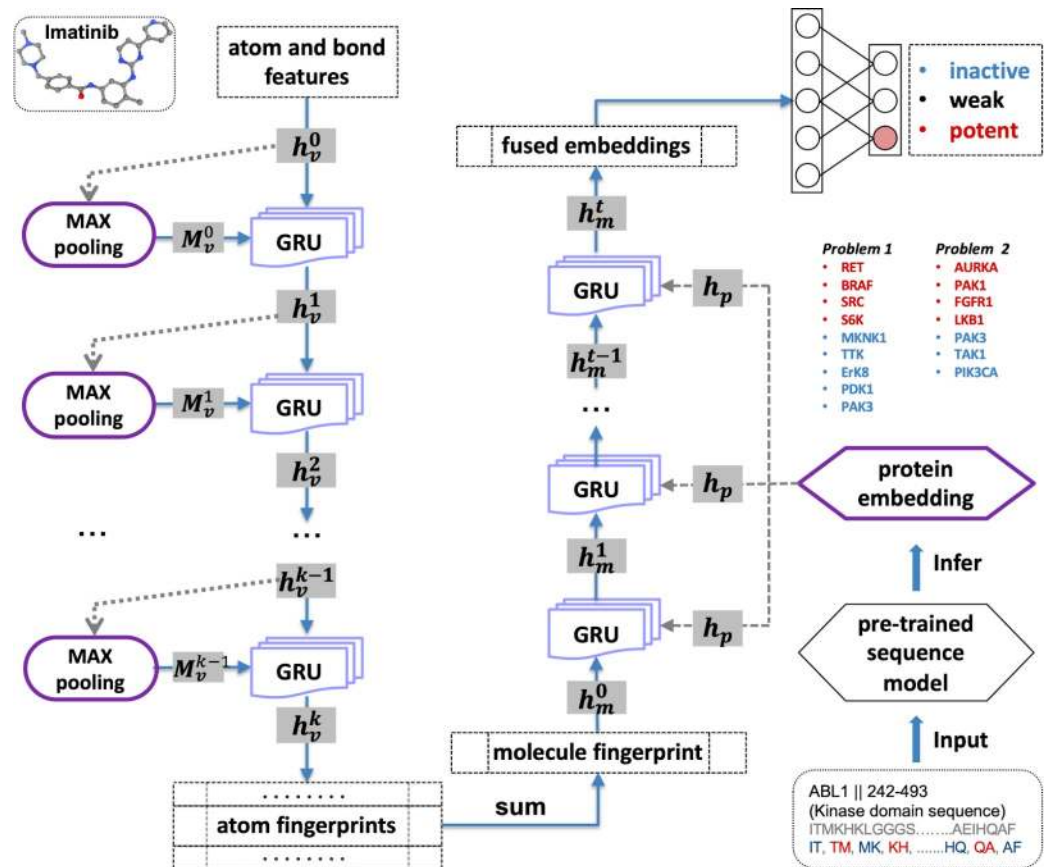 Imatinib
atom and bond
features
h_v^0
MAX
pooling
M_v^0
GRU
h_v^1
MAX
pooling
M_v^1
GRU
h_v^2
...
...
h_v^{k-1}
MAX
pooling
M_v^{k-1}
GRU
h_v^k
........
atom fingerprints
........
sum
molecule fingerprint
h_m^0
GRU
h_p
h_m^1
GRU
h_p
...
h_m^{t-1}
GRU
h_p
h_m^t
fused embeddings
• inactive
• weak
• potent
Problem 1
• RET
• BRAF
• SRC
• S6K
• MKNK1
• TTK
• ErK8
• PDK1
• PAK3
Problem 2
• AURKA
• PAK1
• FGFR1
• LKB1
• PAK3
• TAK1
• PIK3CA
protein
embedding
Infer
pre-trained
sequence
model
Input
ABL1 || 242-493
(Kinase domain sequence)
ITMKHKLGGGS........AEIHQAF
IT, TM, MK, KH, .......HQ, QA, AF